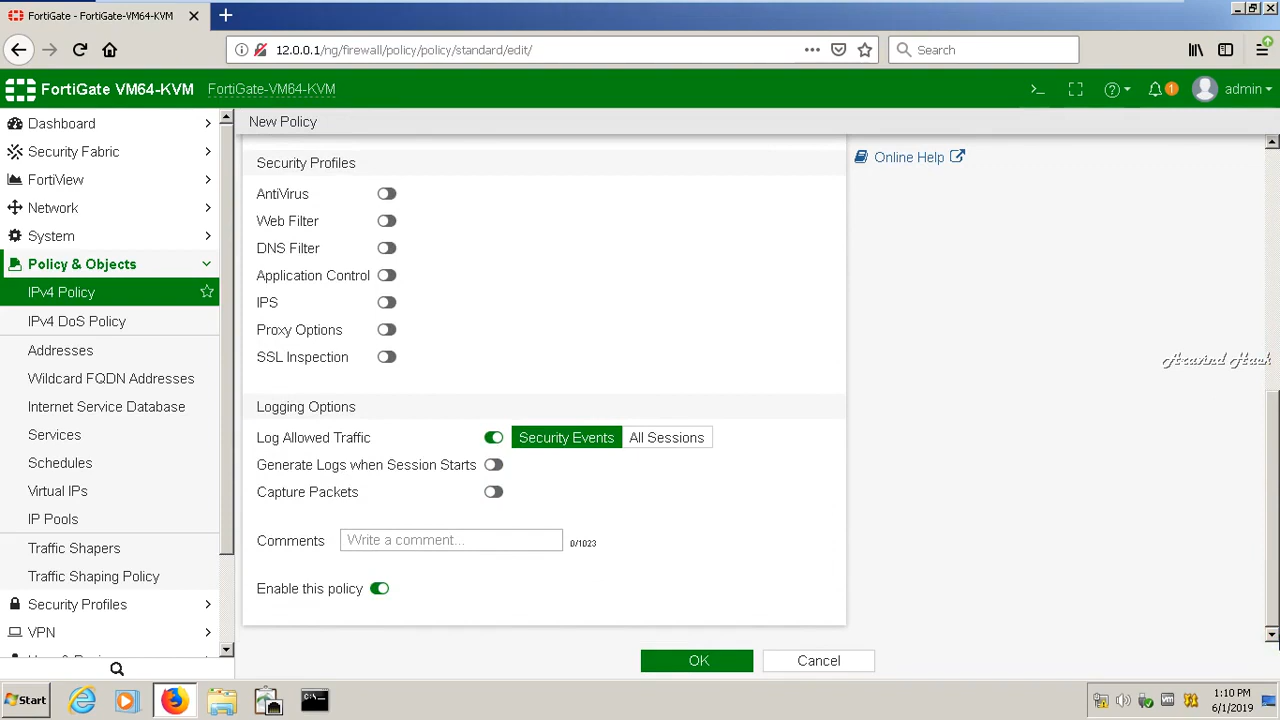 FortiGate - FortiGate-VM64-KVM
12.0.0.1/ng/firewall/policy/policy/standard/edit/
Search
FortiGate VM64-KVM
FortiGate-VM64-KVM
1
admin
Dashboard
Security Fabric
FortiView
Network
System
Policy & Objects
IPv4 Policy
IPv4 DoS Policy
Addresses
Wildcard FQDN Addresses
Internet Service Database
Services
Schedules
Virtual IPs
IP Pools
Traffic Shapers
Traffic Shaping Policy
Security Profiles
VPN
New Policy
Security Profiles
AntiVirus
Web Filter
DNS Filter
Application Control
IPS
Proxy Options
SSL Inspection
Logging Options
Log Allowed Traffic Security Events All Sessions
Generate Logs when Session Starts
Capture Packets
Comments Write a comment... 0/1023
Enable this policy
OK Cancel
Online Help
Start
1:10 PM
6/1/2019